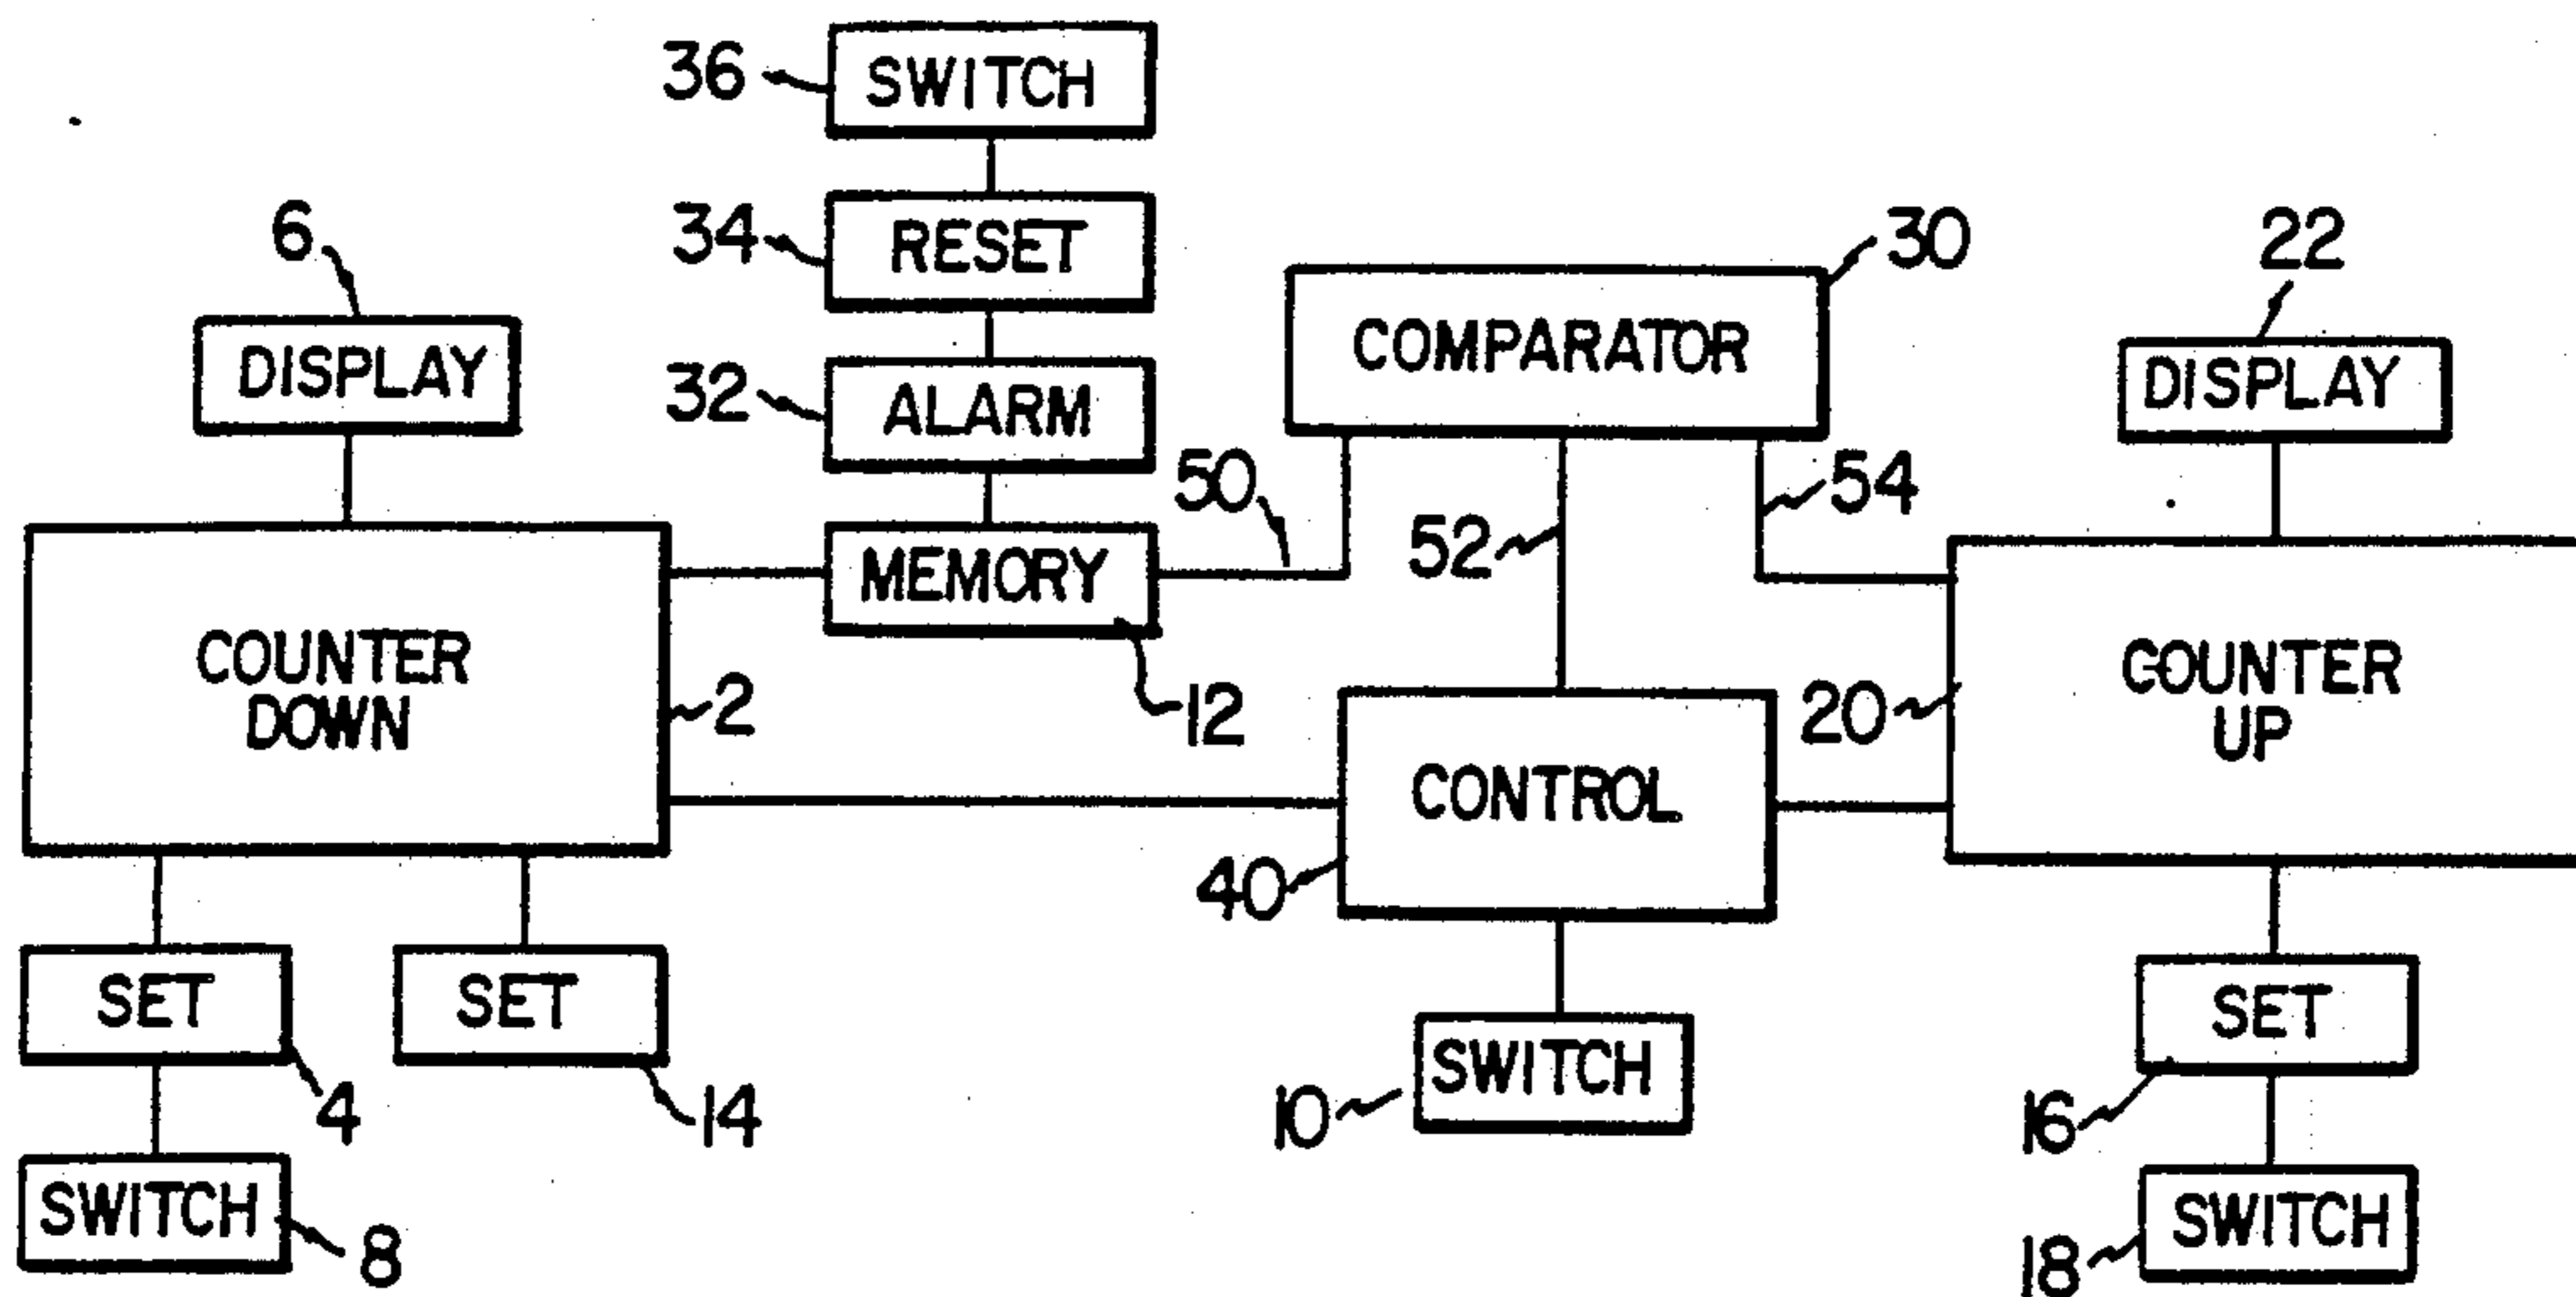 36
SWITCH
34
RESET
6
30
22
DISPLAY
32
ALARM
COMPARATOR
DISPLAY
50
54
52
MEMORY
COUNTER
DOWN
2
12
20
COUNTER
UP
CONTROL
40
SET
SET
4
14
SWITCH
10
SET
16
SWITCH
8
SWITCH
18